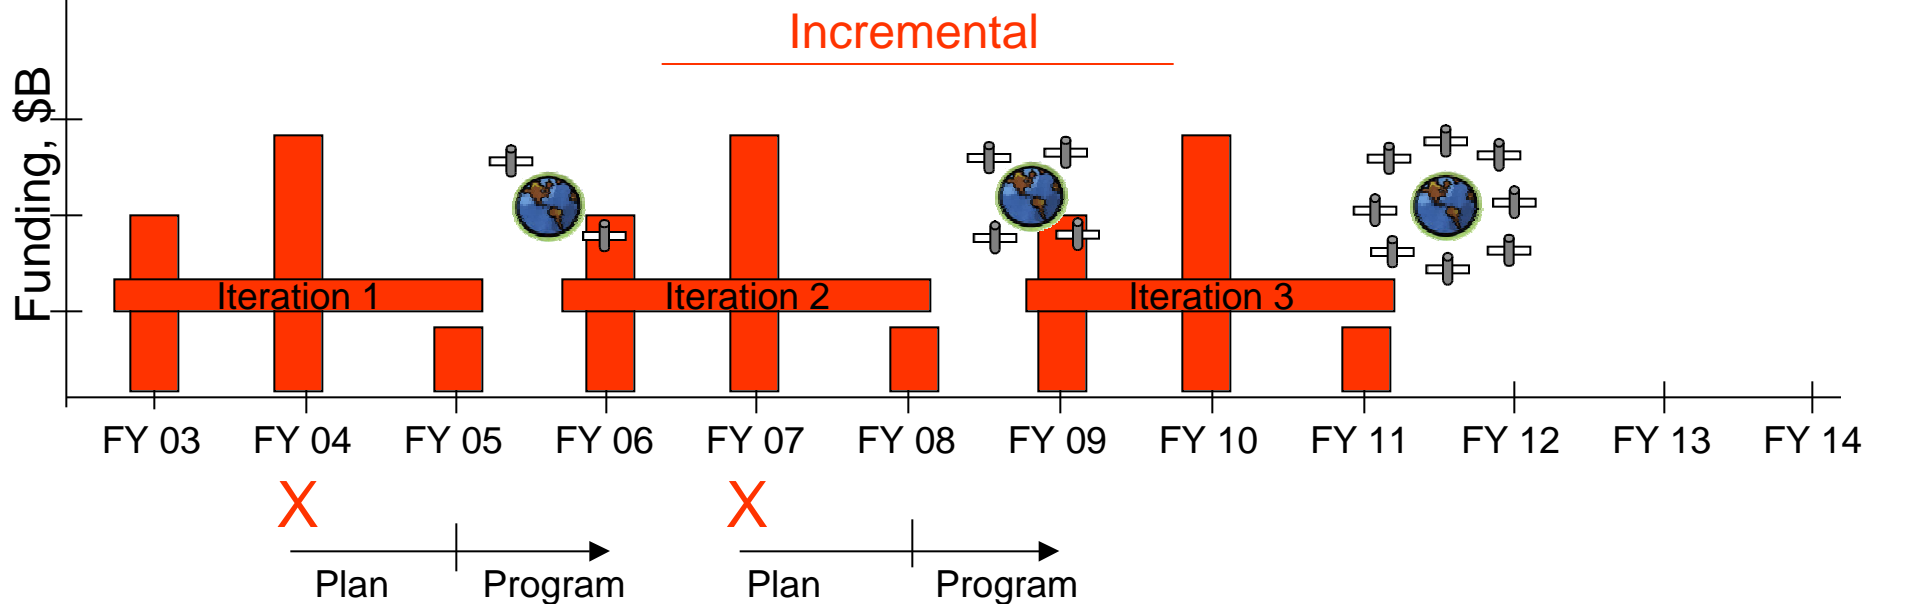 Incremental
Funding, $B
Iteration 1
Iteration 2
Iteration 3
FY 03
FY 04
FY 05
FY 06
FY 07
FY 08
FY 09
FY 10
FY 11
FY 12
FY 13
FY 14
X
X
Plan
Program
Plan
Program